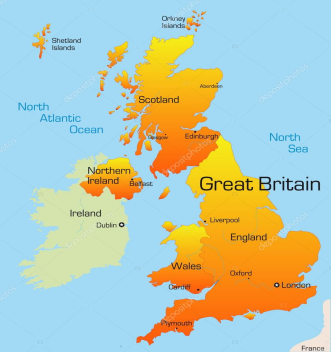 Orkney
Islands
Shetland
Islands
Aberdeen
Scotland
North
Atlantic
Ocean
Glasgow
Edinburgh
North
Sea
Northern
Ireland
Belfast
Great Britain
Ireland
Dublin
Liverpool
England
Wales
Oxford
Cardiff
London
Plymouth
France